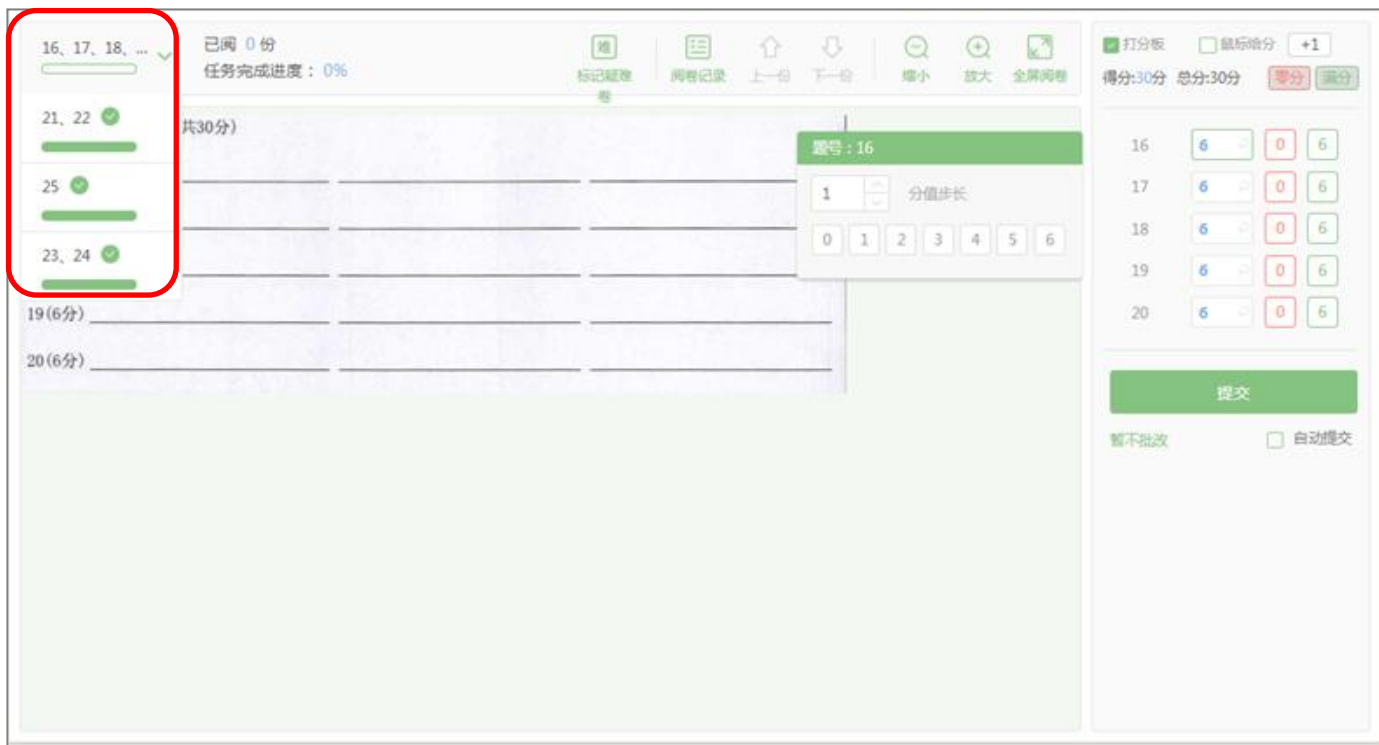 16、17、18、...
已阅 0 份
任务完成进度：0%
难
标记疑难卷
阅卷记录
上一份
下一份
缩小
放大
全屏阅卷
21、22
25
23、24
共30分)
19(6分)
20(6分)
题号：16
1 分值步长
0 1 2 3 4 5 6
打分板 鼠标给分 +1
得分:30分 总分:30分 零分 满分
16 6 0 6
17 6 0 6
18 6 0 6
19 6 0 6
20 6 0 6
提交
暂不批改 自动提交